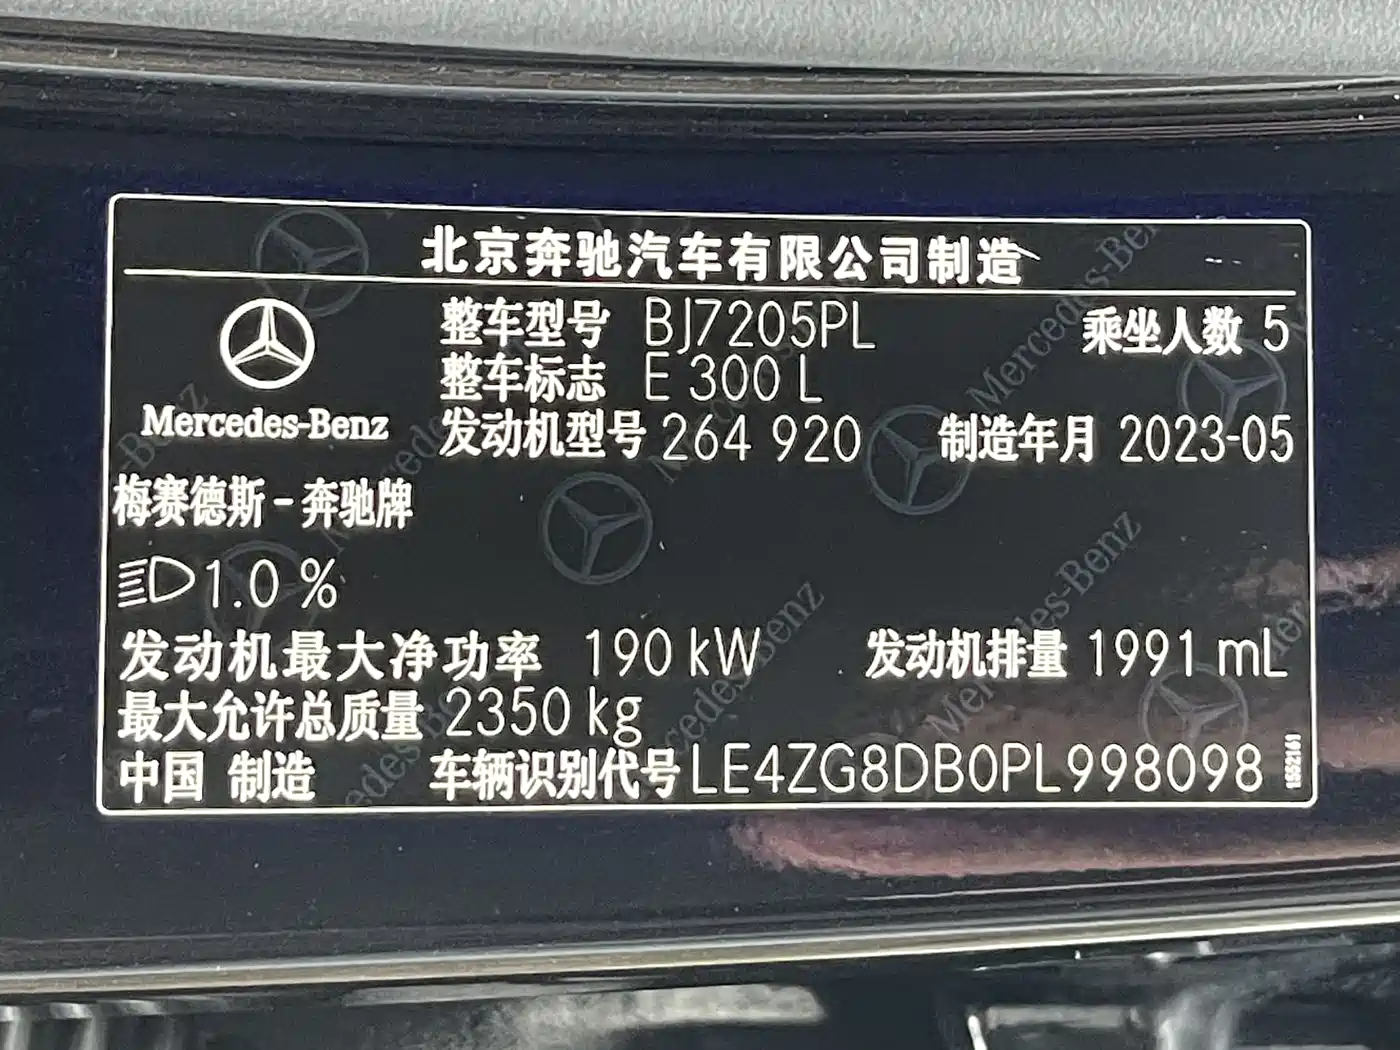 北京奔驰汽车有限公司制造
整车型号 BJ7205PL 乘坐人数 5
整车标志 E 300 L
Mercedes-Benz
发动机型号 264 920 制造年月 2023-05
梅赛德斯-奔驰牌
1.0 %
发动机最大净功率 190 kW 发动机排量 1991 mL
最大允许总质量 2350 kg
中国 制造 车辆识别代号 LE4ZG8DB0PL998098
1552161